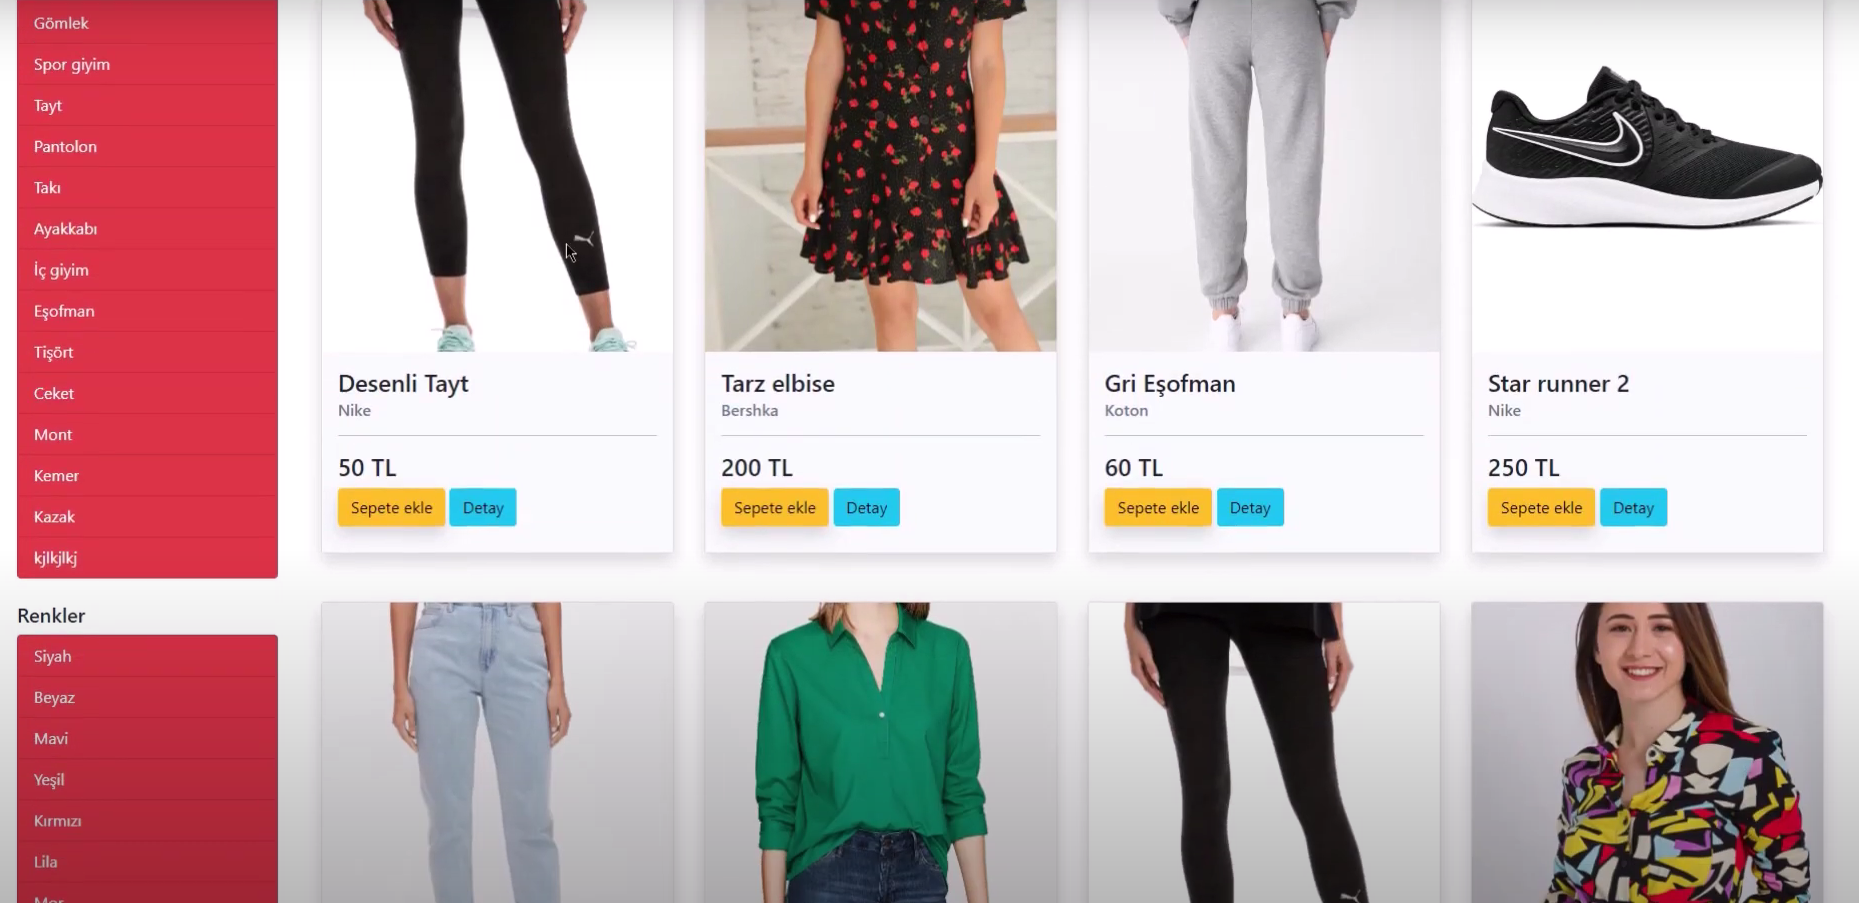 Gömlek
Spor giyim
Tayt
Pantolon
Takı
Ayakkabı
İç giyim
Eşofman
Tişört
Ceket
Mont
Kemer
Kazak
kjlkjlkj
Renkler
Siyah
Beyaz
Mavi
Yeşil
Kırmızı
Lila
Desenli Tayt
Nike
50 TL
Sepete ekle
Detay
Tarz elbise
Bershka
200 TL
Sepete ekle
Detay
Gri Eşofman
Koton
60 TL
Sepete ekle
Detay
Star runner 2
Nike
250 TL
Sepete ekle
Detay